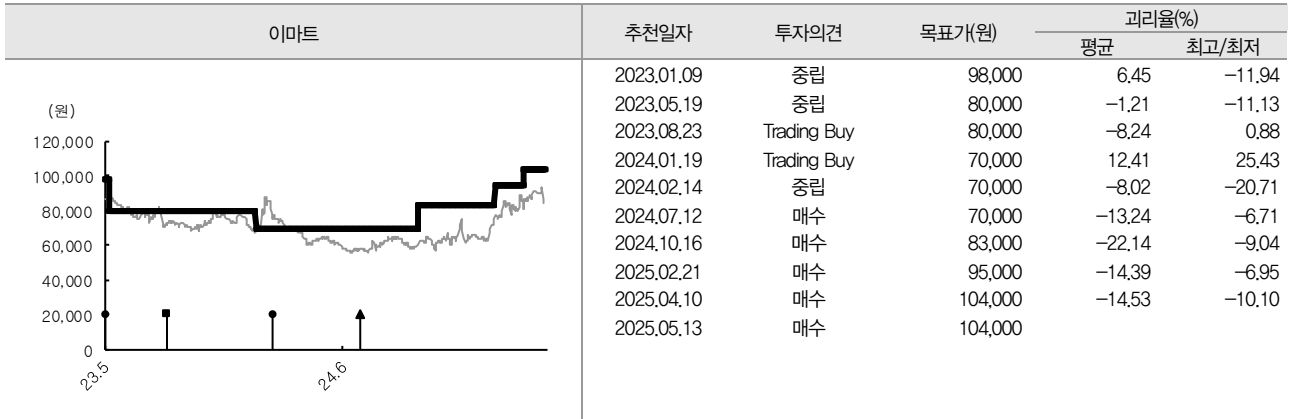 이마트
(원)
120,000
100,000
80,000
60,000
40,000
20,000
0
23.5
24.6
추천일자 투자의견 목표가(원) 괴리율(%)
평균 최고/최저
2023.01.09 중립 98,000 6.45 -11.94
2023.05.19 중립 80,000 -1.21 -11.13
2023.08.23 Trading Buy 80,000 -8.24 0.88
2024.01.19 Trading Buy 70,000 12.41 25.43
2024.02.14 중립 70,000 -8.02 -20.71
2024.07.12 매수 70,000 -13.24 -6.71
2024.10.16 매수 83,000 -22.14 -9.04
2025.02.21 매수 95,000 -14.39 -6.95
2025.04.10 매수 104,000 -14.53 -10.10
2025.05.13 매수 104,000